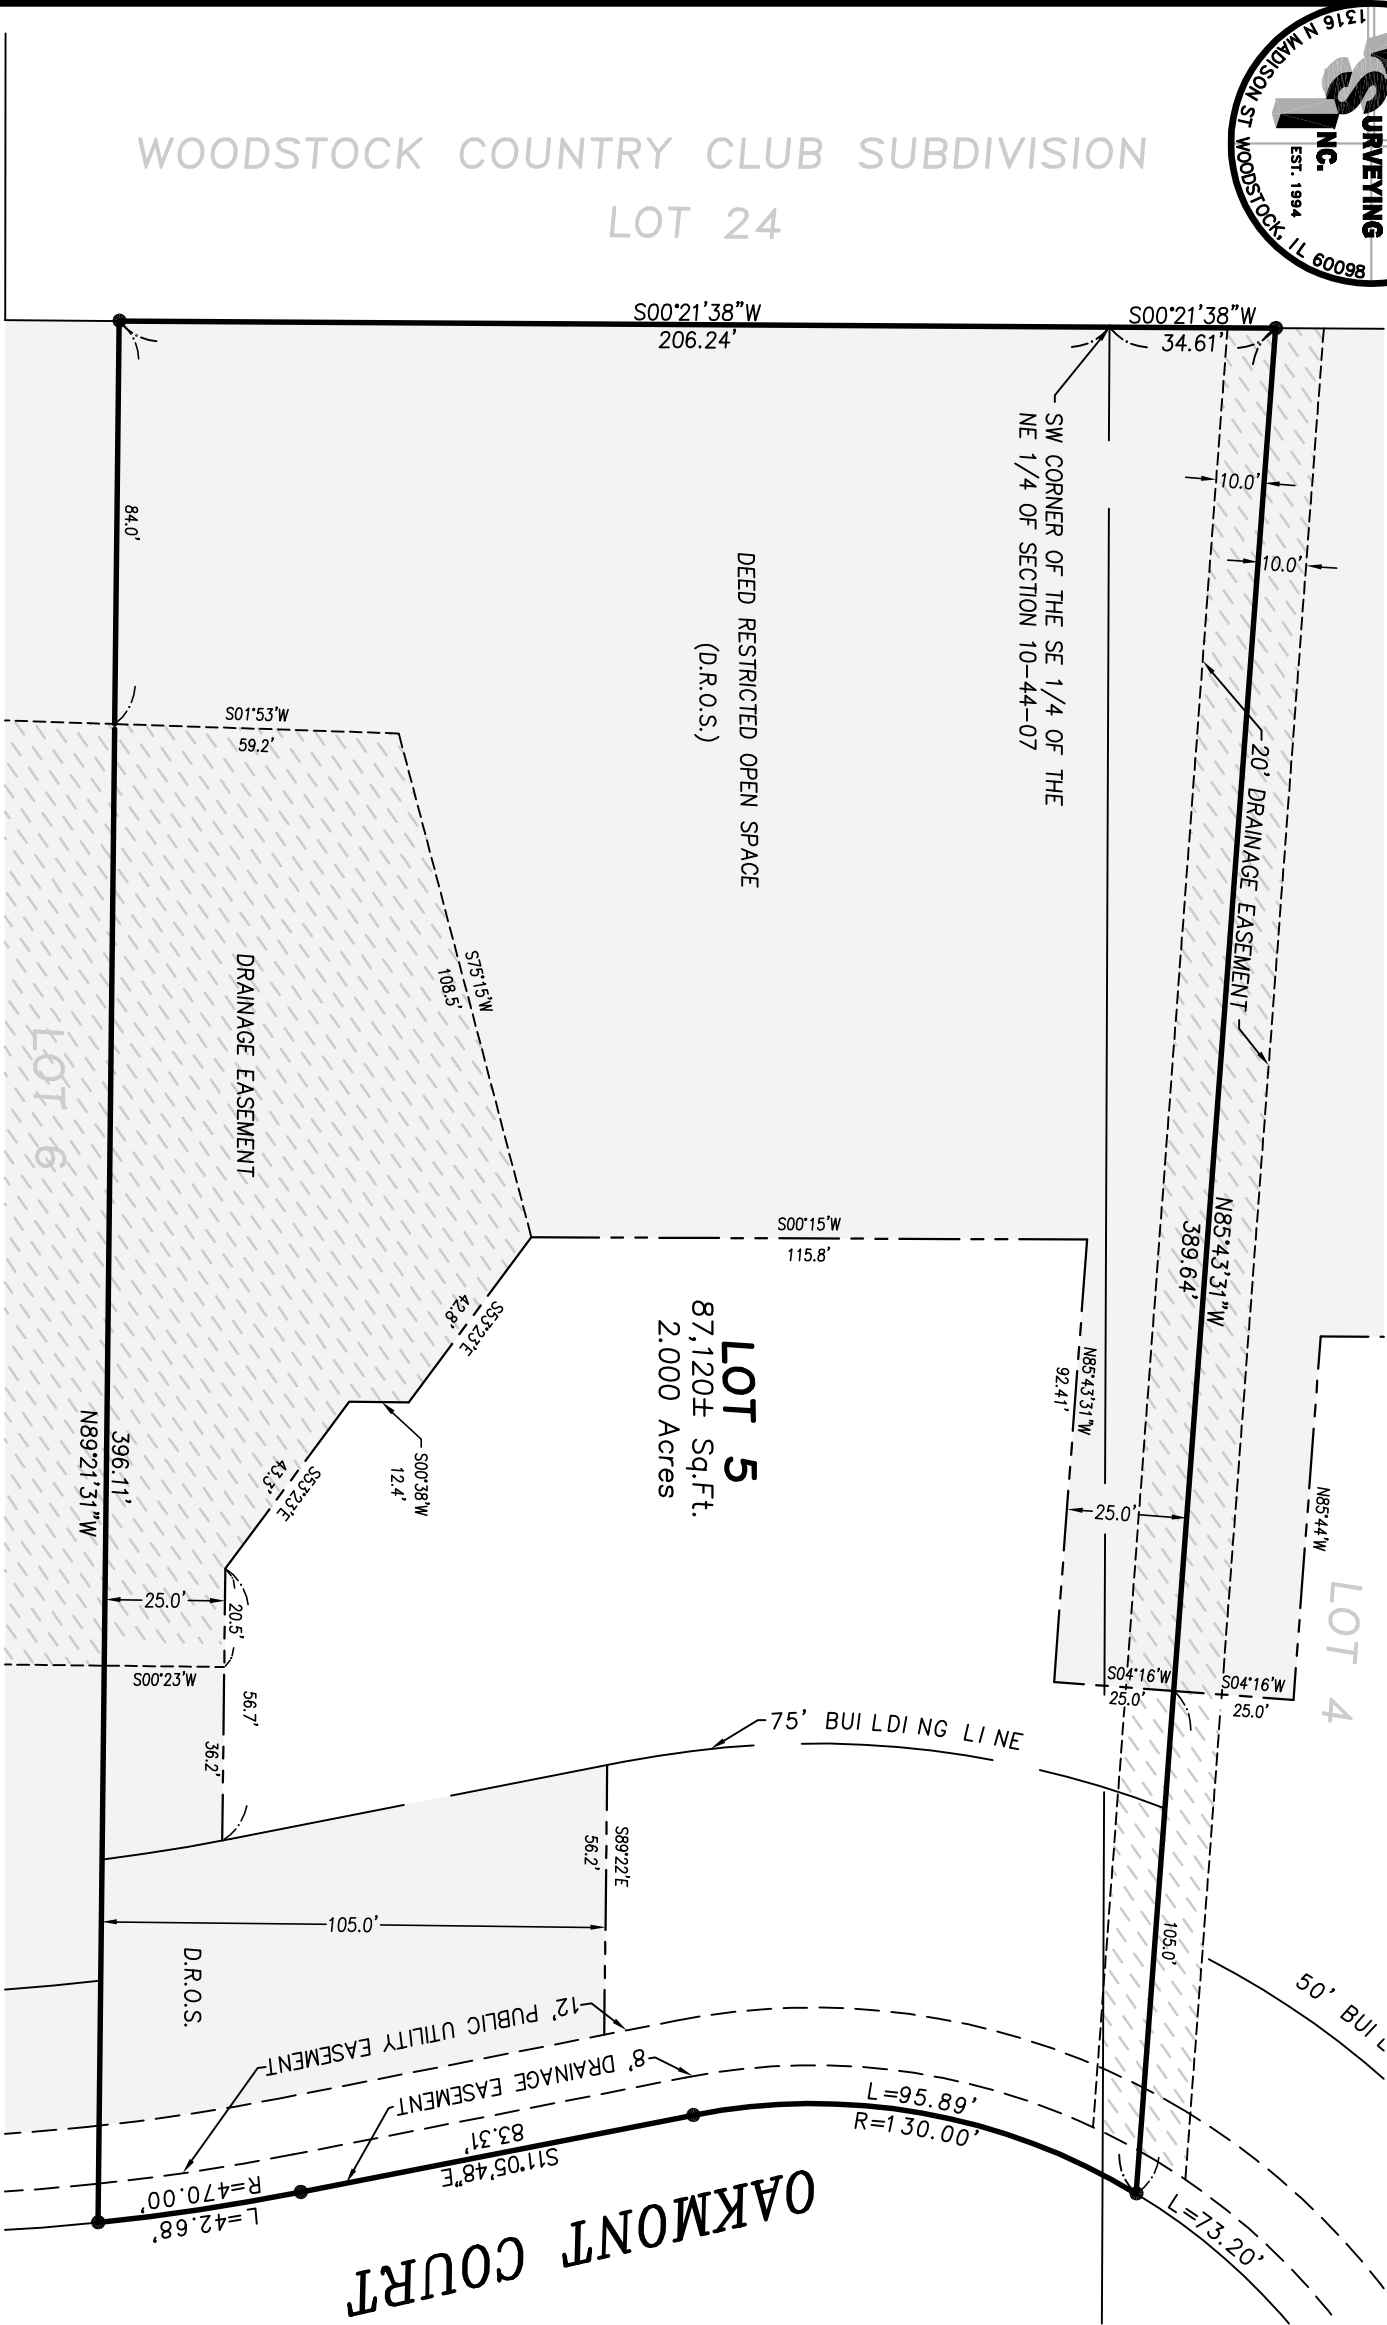 1316 N MADISON ST WOODSTOCK, IL 60098
SURVEYING
INC.
EST. 1994
WOODSTOCK COUNTRY CLUB SUBDIVISION
LOT 24
S00°21'38"W
206.24'
S00°21'38"W
34.61'
SW CORNER OF THE SE 1/4 OF THE
NE 1/4 OF SECTION 10-44-07
10.0'
10.0'
84.0'
DEED RESTRICTED OPEN SPACE
(D.R.O.S.)
20' DRAINAGE EASEMENT
S01°53'W
59.2'
S75°15'W
108.5'
DRAINAGE EASEMENT
LOT 6
S00°15'W
115.8'
N85°43'31"W
389.64'
S53°23'E
42.8'
LOT 5
87,120± Sq.Ft.
2.000 Acres
N85°43'31"W
92.41'
N85°44'W
LOT 4
S00°38'W
12.4'
S53°23'E
43.3'
396.11'
N89°21'31"W
25.0'
25.0'
20.5'
S00°23'W
56.7'
36.2'
S04°16'W
25.0'
S04°16'W
25.0'
75' BUILDING LINE
S89°22'E
56.2'
105.0'
105.0'
D.R.O.S.
50' BUIL
12' PUBLIC UTILITY EASEMENT
8' DRAINAGE EASEMENT
L=95.89'
R=130.00'
83.31'
S11°05'48"E
R=470.00'
L=42.68'
L=73.20'
OAKMONT COURT